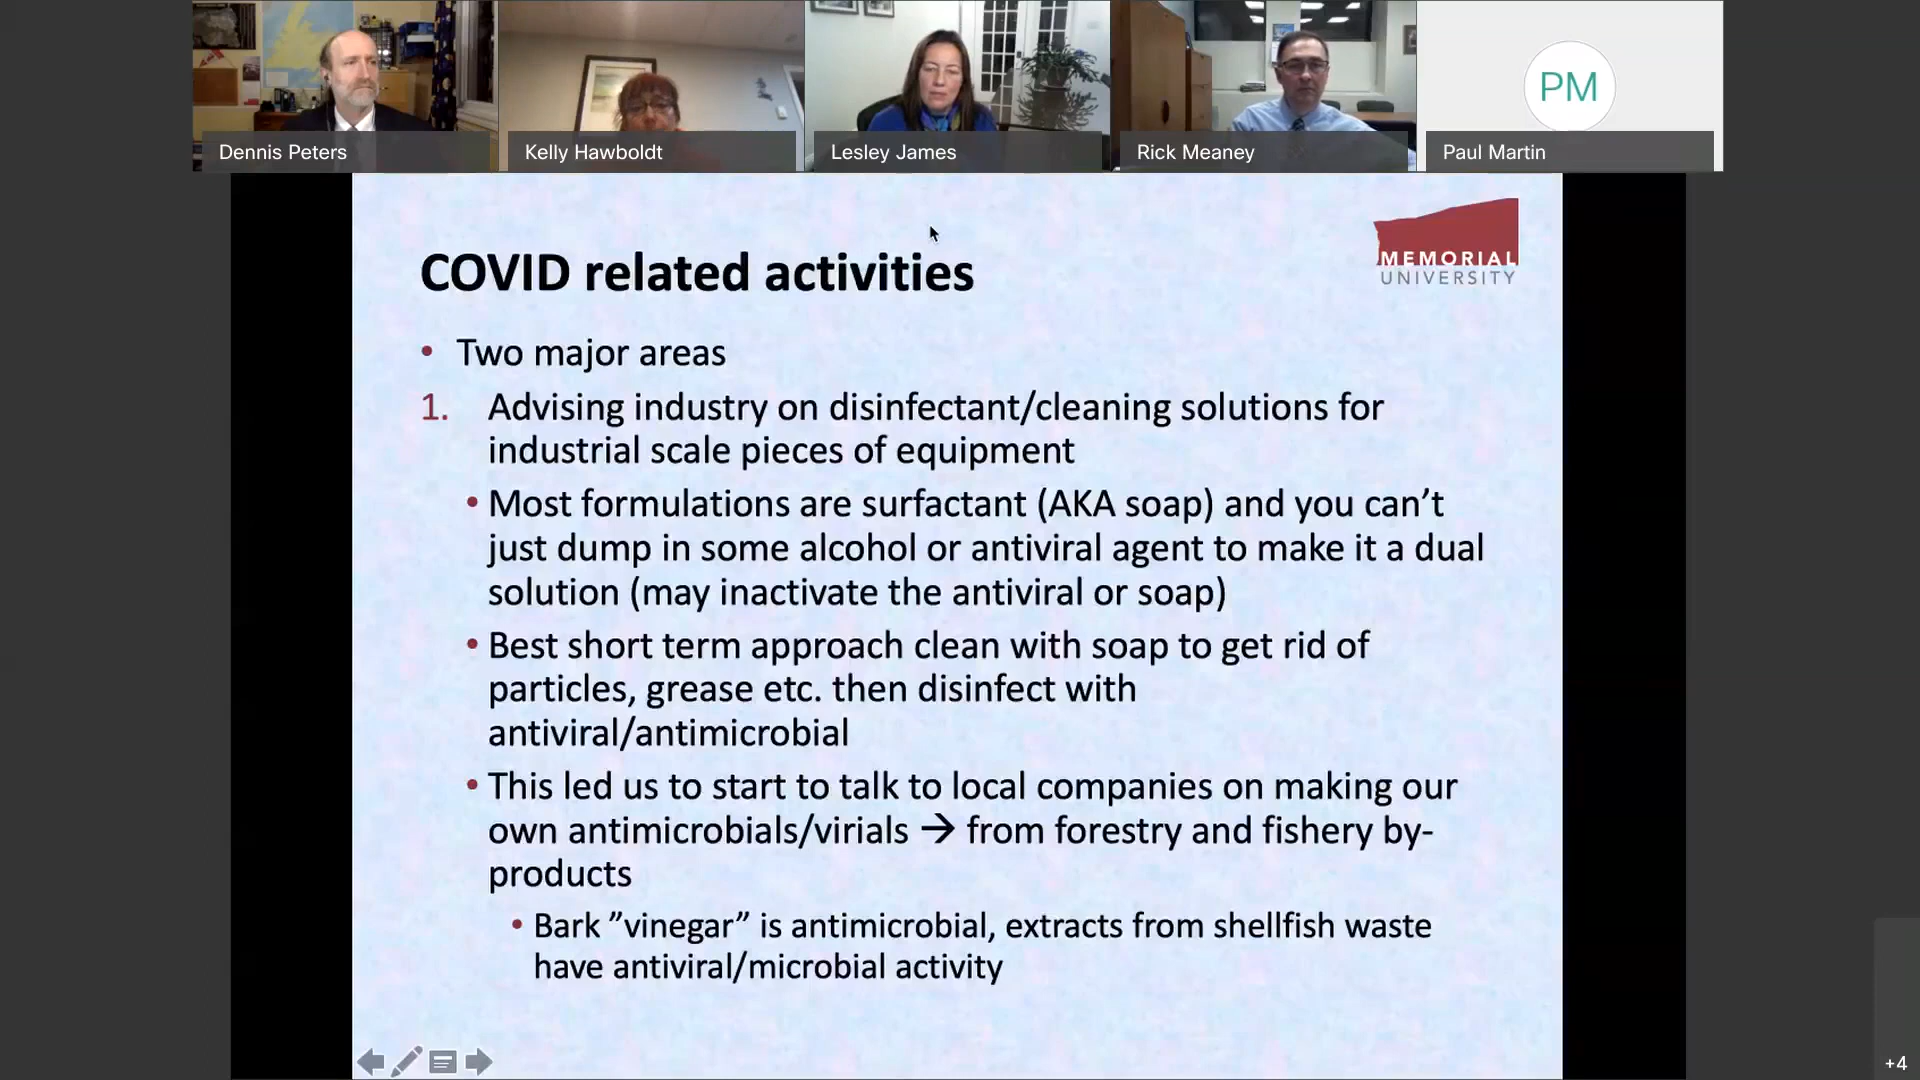 Dennis Peters
Kelly Hawboldt
Lesley James
Rick Meaney
PM
Paul Martin
MEMORIAL
UNIVERSITY
COVID related activities
• Two major areas
1. Advising industry on disinfectant/cleaning solutions for
industrial scale pieces of equipment
• Most formulations are surfactant (AKA soap) and you can’t
just dump in some alcohol or antiviral agent to make it a dual
solution (may inactivate the antiviral or soap)
• Best short term approach clean with soap to get rid of
particles, grease etc. then disinfect with
antiviral/antimicrobial
• This led us to start to talk to local companies on making our
own antimicrobials/virials → from forestry and fishery by-
products
• Bark ”vinegar” is antimicrobial, extracts from shellfish waste
have antiviral/microbial activity
+4